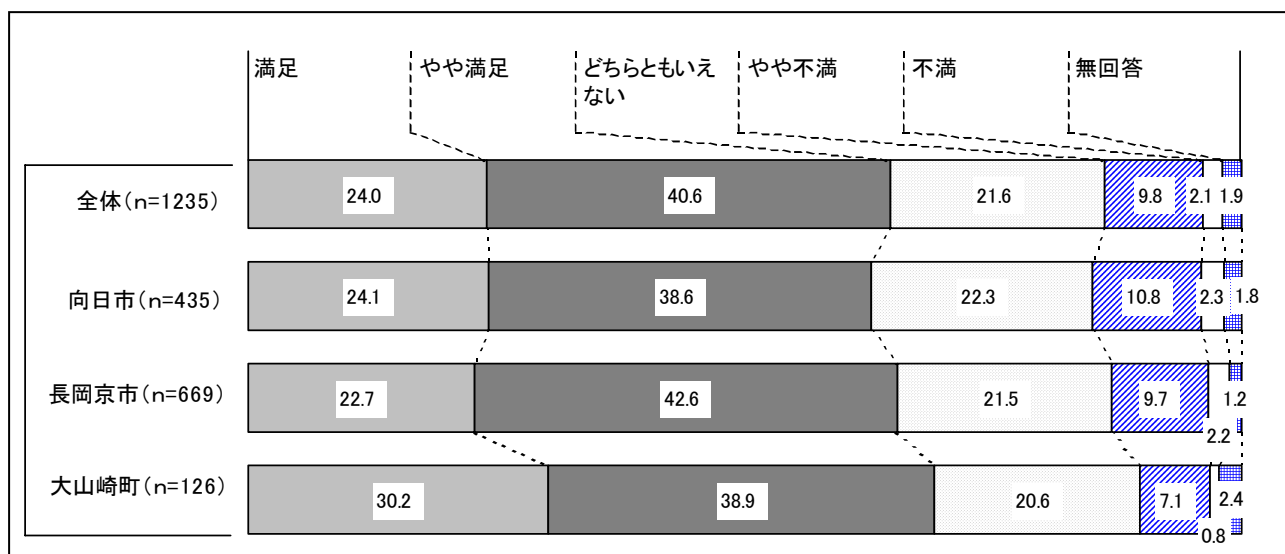 満足 やや満足 どちらともいえ やや不満 不満 無回答
ない
全体(n=1235) 24.0 40.6 21.6 9.8 2.1 1.9
向日市(n=435) 24.1 38.6 22.3 10.8 2.3 1.8
長岡京市(n=669) 22.7 42.6 21.5 9.7 2.2 1.2
大山崎町(n=126) 30.2 38.9 20.6 7.1 0.8 2.4